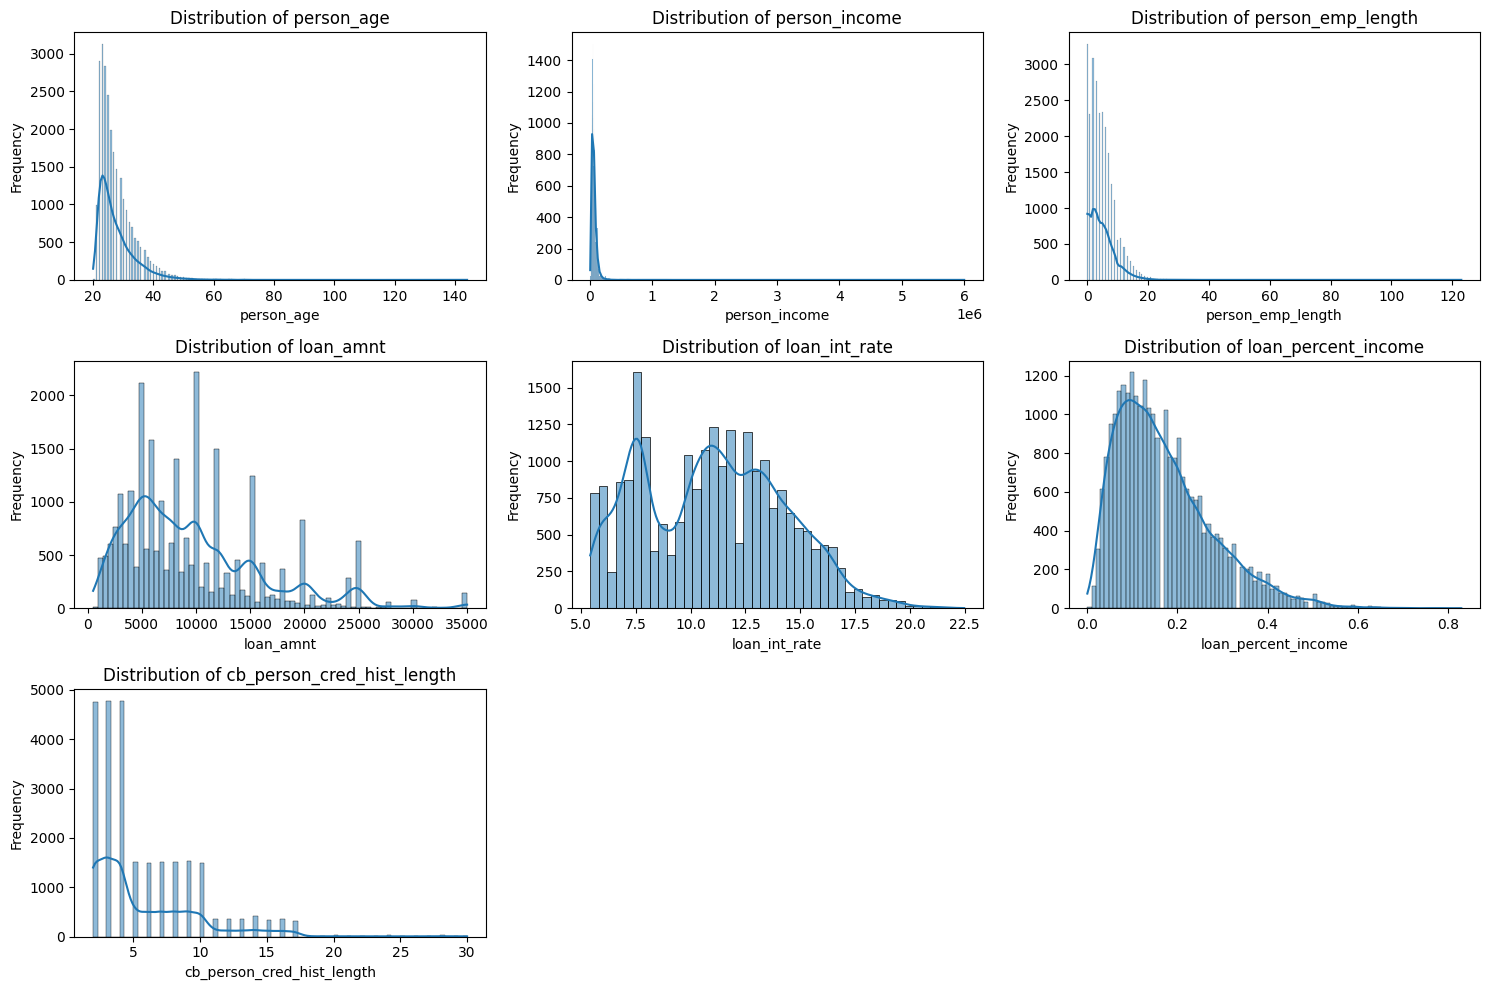 Distribution of person_age
Frequency
3000
2500
2000
1500
1000
500
0
20 40 60 80 100 120 140
person_age
Distribution of person_income
Frequency
1400
1200
1000
800
600
400
200
0
0 1 2 3 4 5 6
1e6
person_income
Distribution of person_emp_length
Frequency
3000
2500
2000
1500
1000
500
0
0 20 40 60 80 100 120
person_emp_length
Distribution of loan_amnt
Frequency
2000
1500
1000
500
0
0 5000 10000 15000 20000 25000 30000 35000
loan_amnt
Distribution of loan_int_rate
Frequency
1500
1250
1000
750
500
250
0
5.0 7.5 10.0 12.5 15.0 17.5 20.0 22.5
loan_int_rate
Distribution of loan_percent_income
Frequency
1200
1000
800
600
400
200
0
0.0 0.2 0.4 0.6 0.8
loan_percent_income
Distribution of cb_person_cred_hist_length
Frequency
5000
4000
3000
2000
1000
0
5 10 15 20 25 30
cb_person_cred_hist_length